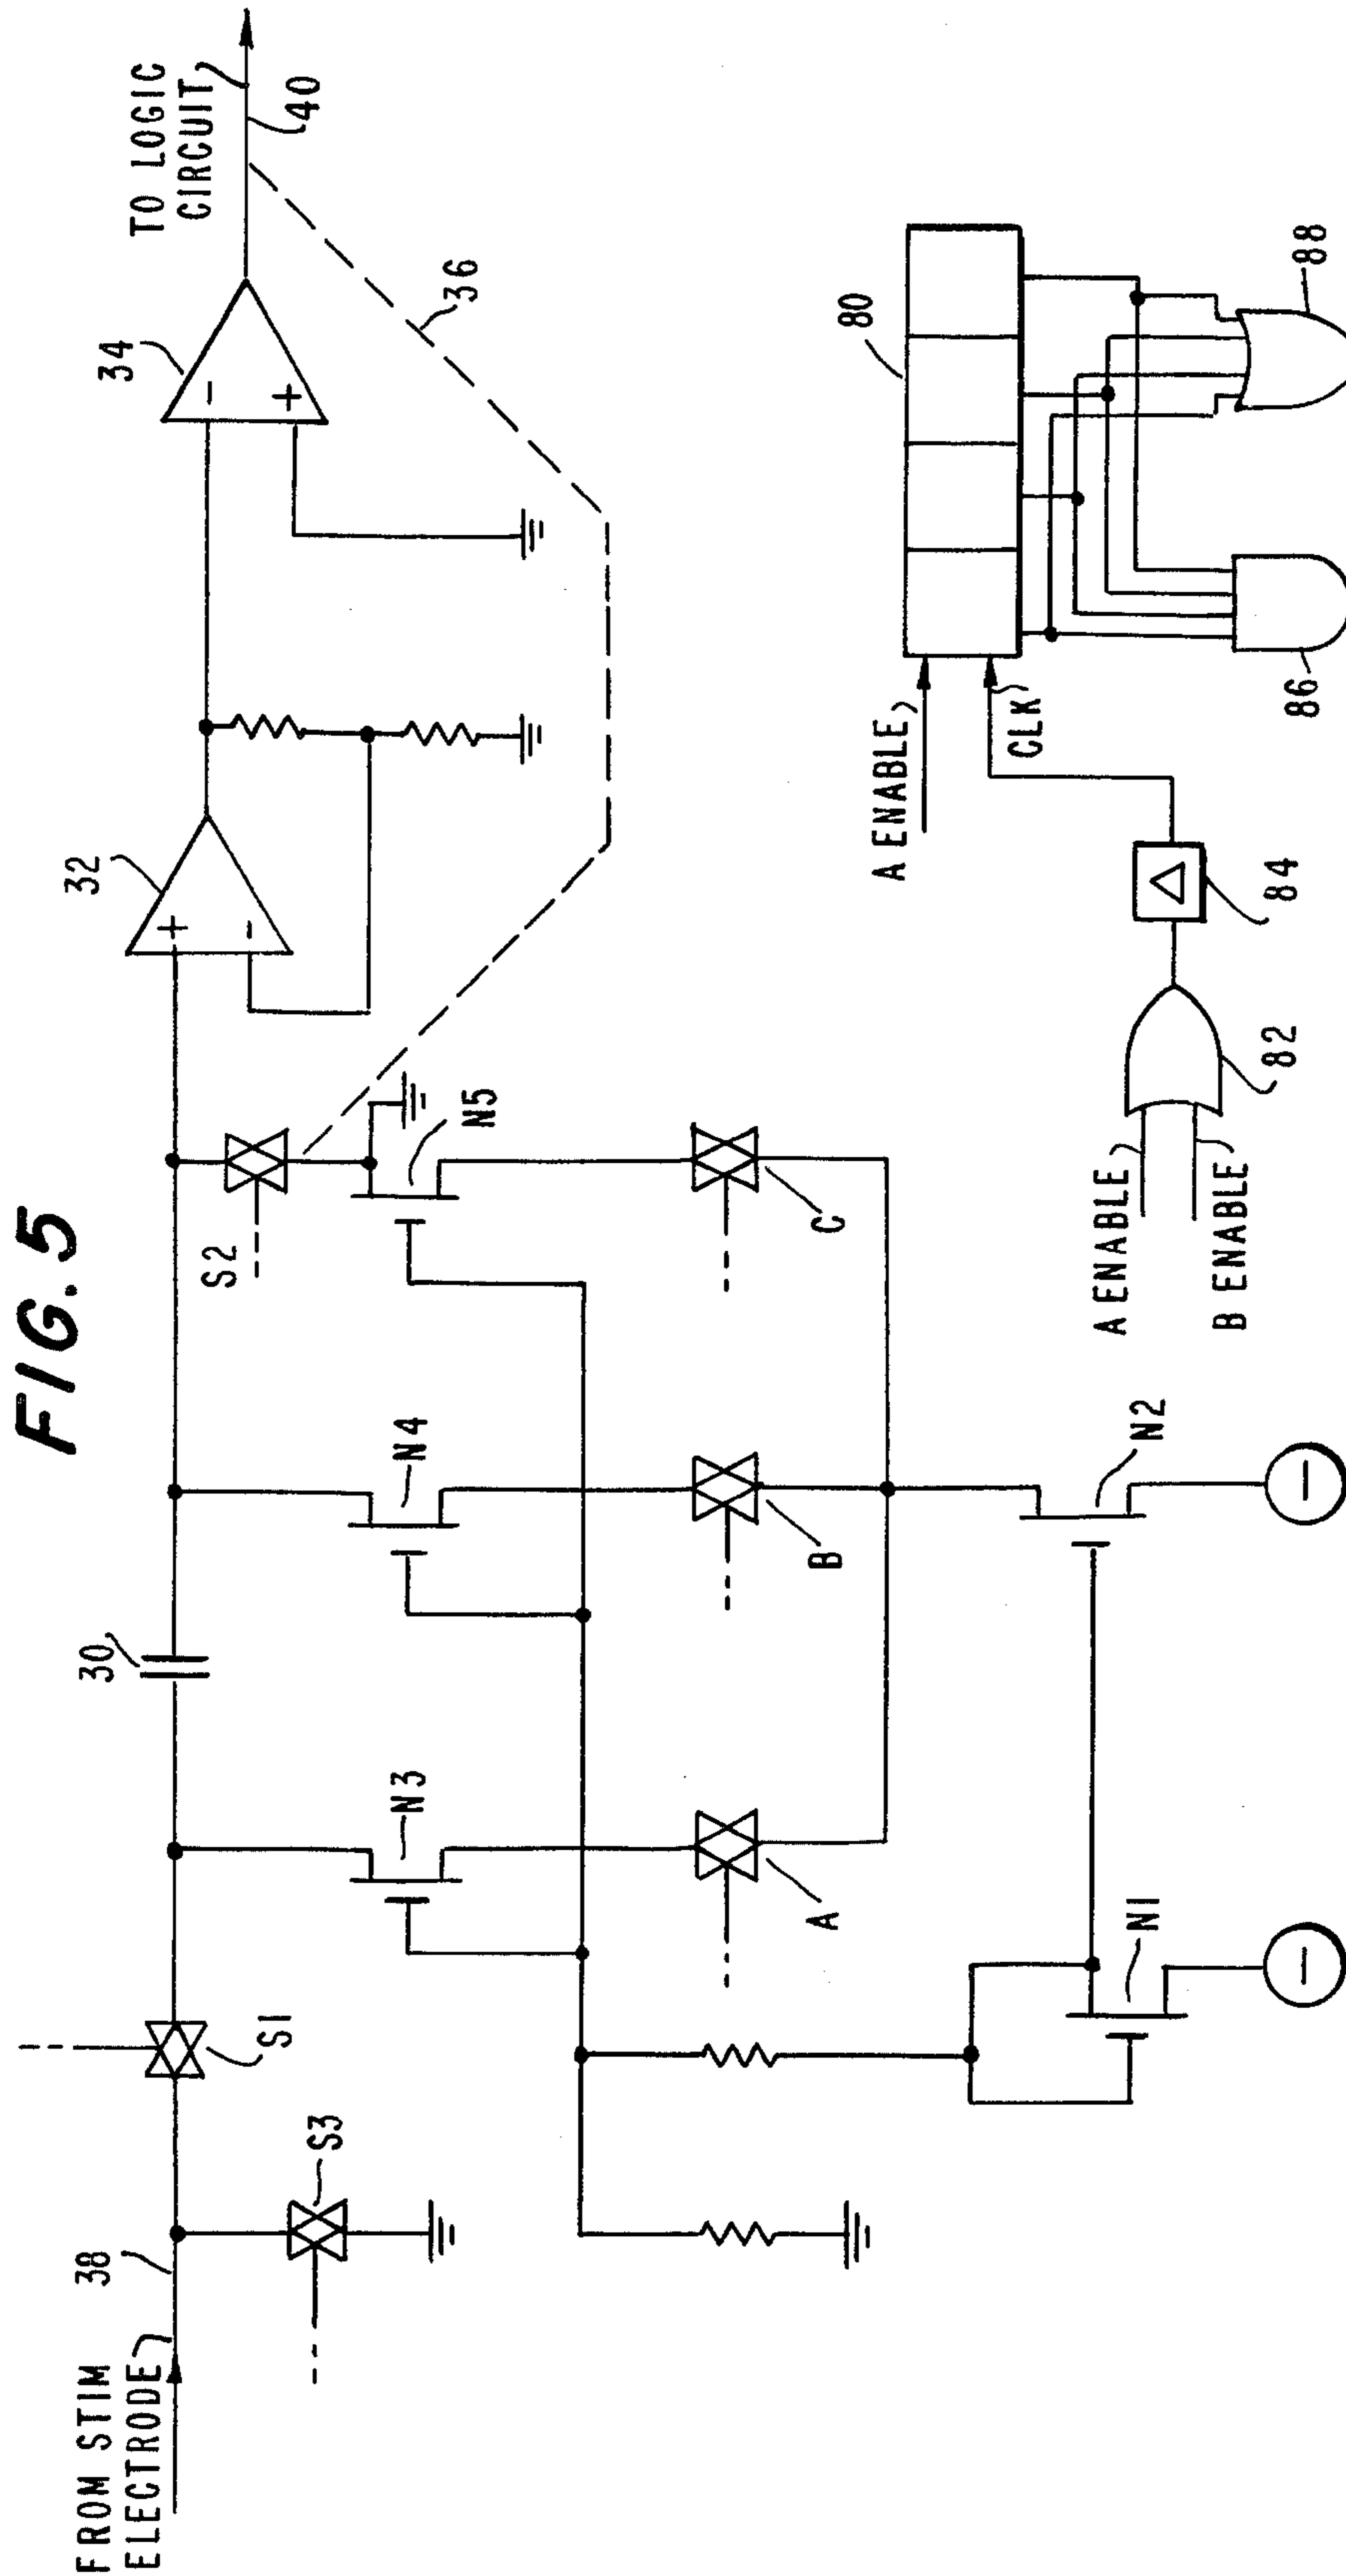 FIG.5
FROM STIM
ELECTRODE
38
S3
S1
30
N3
N4
S2
N5
32
34
36
TO LOGIC
CIRCUIT
40
+
-
-
+
A
B
C
N1
N2
-
-
A ENABLE
B ENABLE
82
84
A ENABLE
CLK
80
86
88